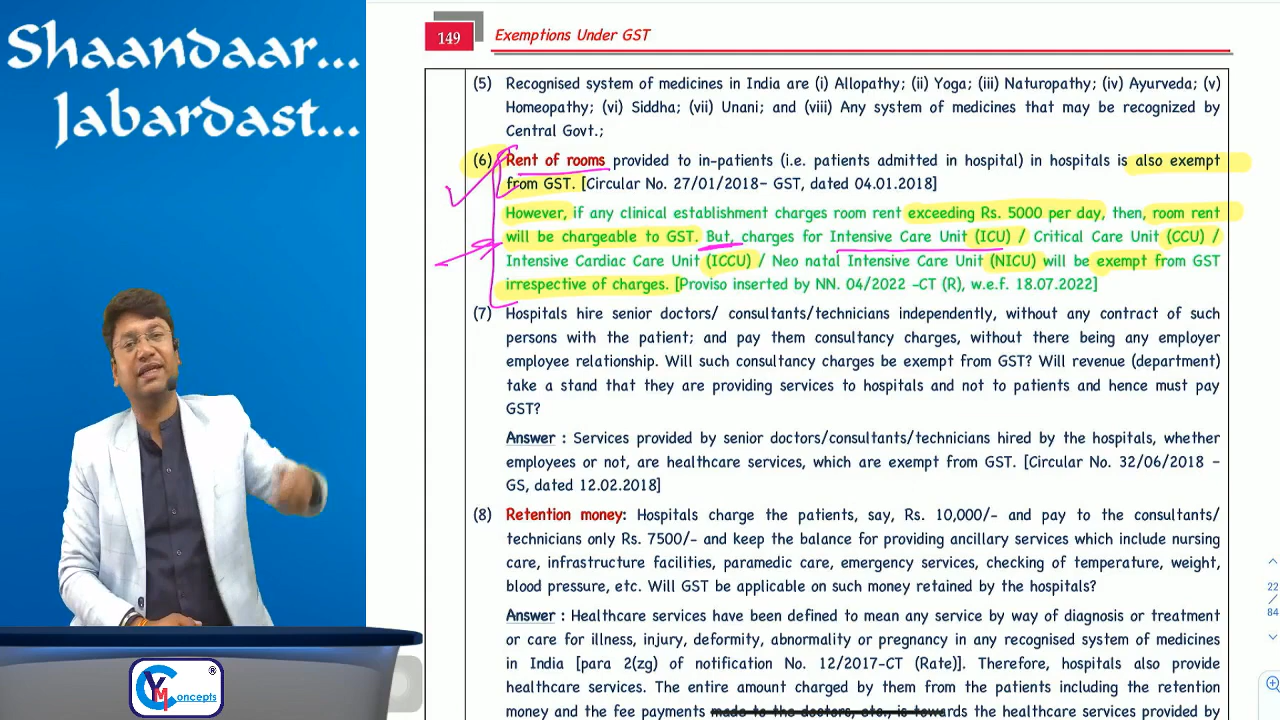 Shaandaar...
Jabardast...
149
Exemptions Under GST
(5) Recognised system of medicines in India are (i) Allopathy; (ii) Yoga; (iii) Naturopathy; (iv) Ayurveda; (v)
Homeopathy; (vi) Siddha; (vii) Unani; and (viii) Any system of medicines that may be recognized by
Central Govt.;
(6) Rent of rooms provided to in-patients (i.e. patients admitted in hospital) in hospitals is also exempt
from GST. [Circular No. 27/01/2018– GST, dated 04.01.2018]
However, if any clinical establishment charges room rent exceeding Rs. 5000 per day, then, room rent
will be chargeable to GST. But, charges for Intensive Care Unit (ICU) / Critical Care Unit (CCU) /
Intensive Cardiac Care Unit (ICCU) / Neo natal Intensive Care Unit (NICU) will be exempt from GST
irrespective of charges. [Proviso inserted by NN. 04/2022 -CT (R), w.e.f. 18.07.2022]
(7) Hospitals hire senior doctors/ consultants/technicians independently, without any contract of such
persons with the patient; and pay them consultancy charges, without there being any employer
employee relationship. Will such consultancy charges be exempt from GST? Will revenue (department)
take a stand that they are providing services to hospitals and not to patients and hence must pay
GST?
Answer : Services provided by senior doctors/consultants/technicians hired by the hospitals, whether
employees or not, are healthcare services, which are exempt from GST. [Circular No. 32/06/2018 –
GS, dated 12.02.2018]
(8) Retention money: Hospitals charge the patients, say, Rs. 10,000/- and pay to the consultants/
technicians only Rs. 7500/- and keep the balance for providing ancillary services which include nursing
care, infrastructure facilities, paramedic care, emergency services, checking of temperature, weight,
blood pressure, etc. Will GST be applicable on such money retained by the hospitals?
Answer : Healthcare services have been defined to mean any service by way of diagnosis or treatment
or care for illness, injury, deformity, abnormality or pregnancy in any recognised system of medicines
in India [para 2(zg) of notification No. 12/2017-CT (Rate)]. Therefore, hospitals also provide
healthcare services. The entire amount charged by them from the patients including the retention
money and the fee payments made to the doctors, etc., is towards the healthcare services provided by
22
/
84
CYM Concepts ®